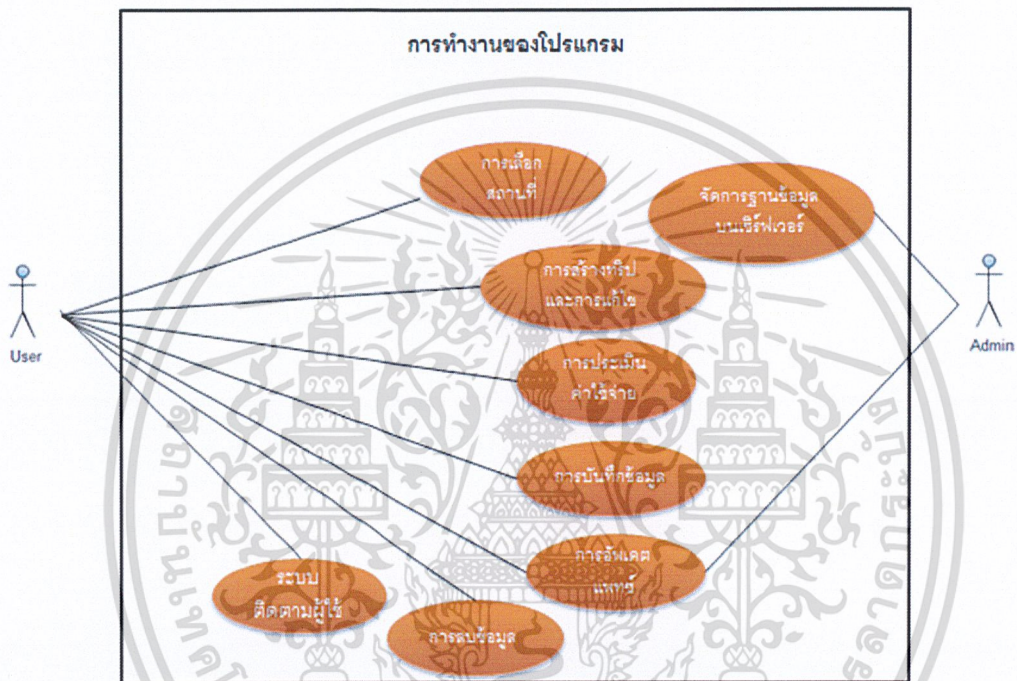 การทำงานของโปรแกรม
การเลือก
สถานที่
จัดการฐานข้อมูล
บนเซิร์ฟเวอร์
การสร้างทริป
และการแก้ไข
User
Admin
การประเมิน
ค่าใช้จ่าย
การบันทึกข้อมูล
การอัพเดต
แพทช์
ระบบ
ติดตามผู้ใช้
การลบข้อมูล